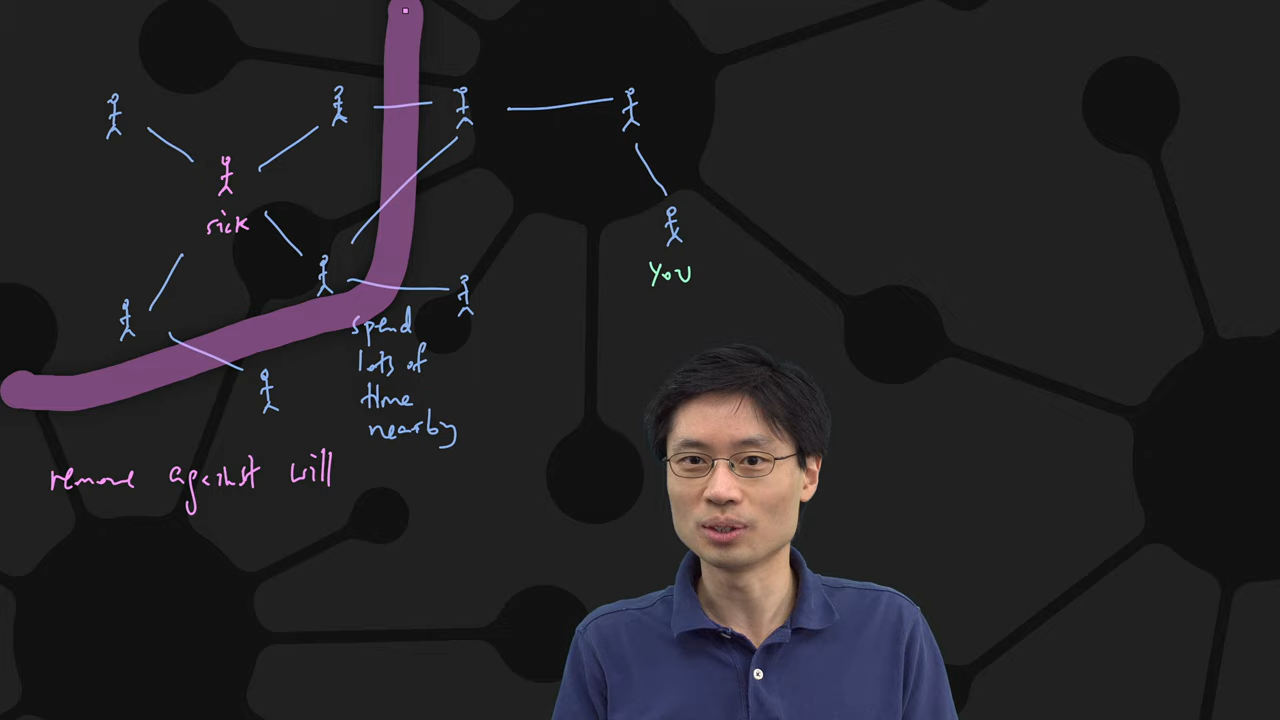 sick
You
spend
lots of
time
nearby
remove against will